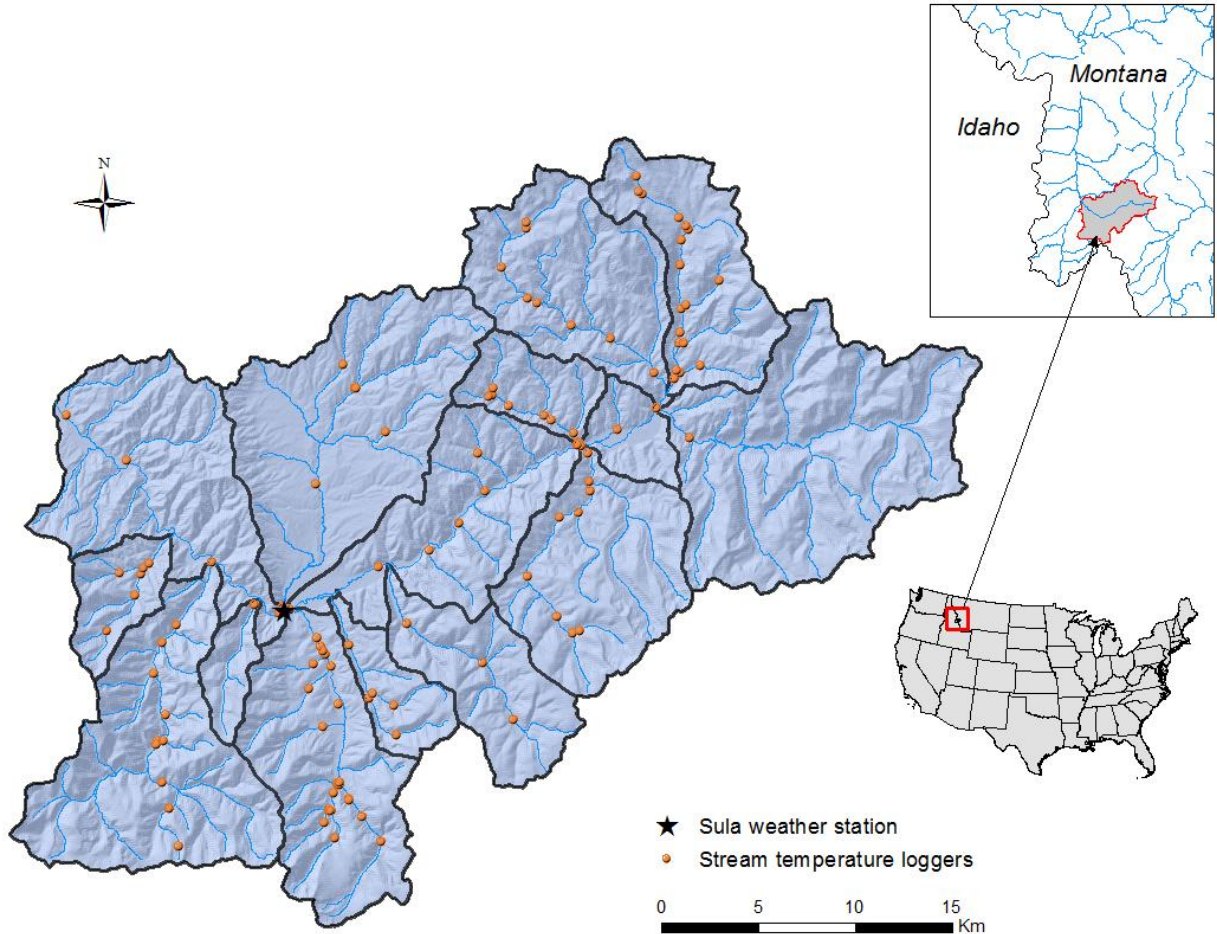 Montana
Idaho
N
Sula weather station
Stream temperature loggers
0 5 10 15
Km